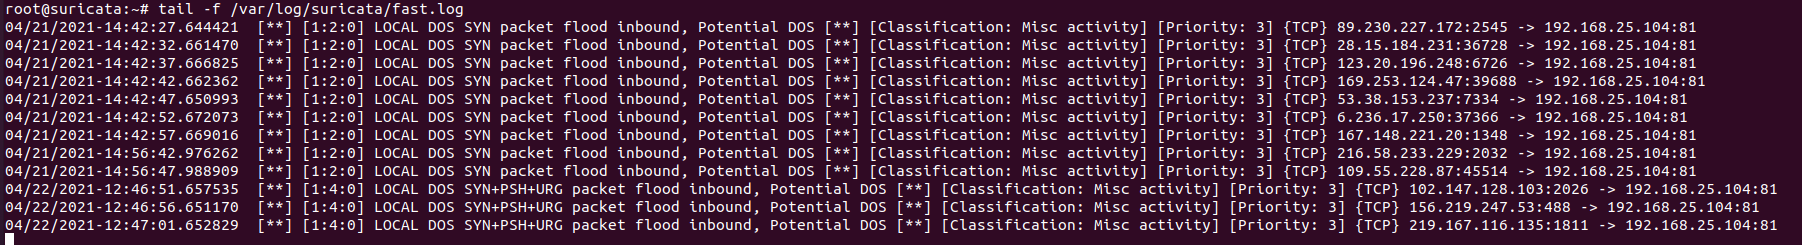 root@suricata:~# tail -f /var/log/suricata/fast.log
04/21/2021-14:42:27.644421  [**] [1:2:0] LOCAL DOS SYN packet flood inbound, Potential DOS [**] [Classification: Misc activity] [Priority: 3] {TCP} 89.230.227.172:2545 -> 192.168.25.104:81
04/21/2021-14:42:32.661470  [**] [1:2:0] LOCAL DOS SYN packet flood inbound, Potential DOS [**] [Classification: Misc activity] [Priority: 3] {TCP} 28.15.184.231:36728 -> 192.168.25.104:81
04/21/2021-14:42:37.666825  [**] [1:2:0] LOCAL DOS SYN packet flood inbound, Potential DOS [**] [Classification: Misc activity] [Priority: 3] {TCP} 123.20.196.248:6726 -> 192.168.25.104:81
04/21/2021-14:42:42.662362  [**] [1:2:0] LOCAL DOS SYN packet flood inbound, Potential DOS [**] [Classification: Misc activity] [Priority: 3] {TCP} 169.253.124.47:39688 -> 192.168.25.104:81
04/21/2021-14:42:47.650993  [**] [1:2:0] LOCAL DOS SYN packet flood inbound, Potential DOS [**] [Classification: Misc activity] [Priority: 3] {TCP} 53.38.153.237:7334 -> 192.168.25.104:81
04/21/2021-14:42:52.672073  [**] [1:2:0] LOCAL DOS SYN packet flood inbound, Potential DOS [**] [Classification: Misc activity] [Priority: 3] {TCP} 6.236.17.250:37366 -> 192.168.25.104:81
04/21/2021-14:42:57.669016  [**] [1:2:0] LOCAL DOS SYN packet flood inbound, Potential DOS [**] [Classification: Misc activity] [Priority: 3] {TCP} 167.148.221.20:1348 -> 192.168.25.104:81
04/21/2021-14:56:42.976262  [**] [1:2:0] LOCAL DOS SYN packet flood inbound, Potential DOS [**] [Classification: Misc activity] [Priority: 3] {TCP} 216.58.233.229:2032 -> 192.168.25.104:81
04/21/2021-14:56:47.988909  [**] [1:2:0] LOCAL DOS SYN packet flood inbound, Potential DOS [**] [Classification: Misc activity] [Priority: 3] {TCP} 109.55.228.87:45514 -> 192.168.25.104:81
04/22/2021-12:46:51.657535  [**] [1:4:0] LOCAL DOS SYN+PSH+URG packet flood inbound, Potential DOS [**] [Classification: Misc activity] [Priority: 3] {TCP} 102.147.128.103:2026 -> 192.168.25.104:81
04/22/2021-12:46:56.651170  [**] [1:4:0] LOCAL DOS SYN+PSH+URG packet flood inbound, Potential DOS [**] [Classification: Misc activity] [Priority: 3] {TCP} 156.219.247.53:488 -> 192.168.25.104:81
04/22/2021-12:47:01.652829  [**] [1:4:0] LOCAL DOS SYN+PSH+URG packet flood inbound, Potential DOS [**] [Classification: Misc activity] [Priority: 3] {TCP} 219.167.116.135:1811 -> 192.168.25.104:81